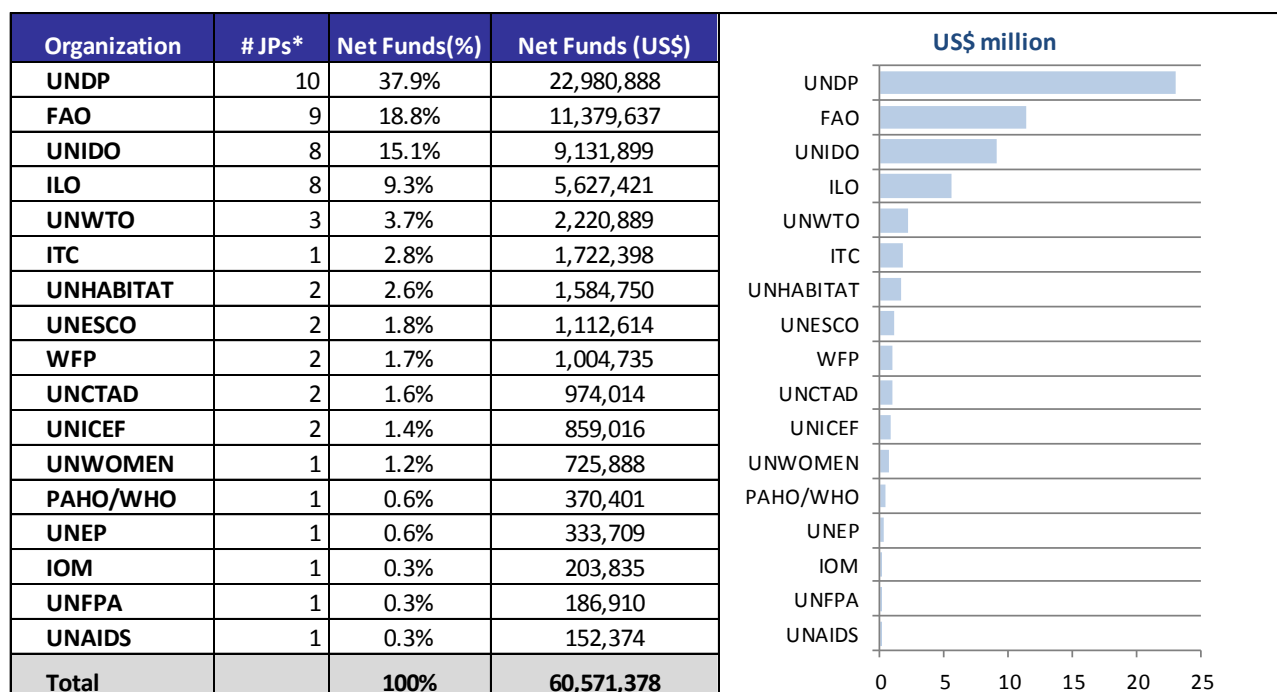 Organization # JPs* Net Funds(%) Net Funds (US$)
UNDP 10 37.9% 22,980,888
FAO 9 18.8% 11,379,637
UNIDO 8 15.1% 9,131,899
ILO 8 9.3% 5,627,421
UNWTO 3 3.7% 2,220,889
ITC 1 2.8% 1,722,398
UNHABITAT 2 2.6% 1,584,750
UNESCO 2 1.8% 1,112,614
WFP 2 1.7% 1,004,735
UNCTAD 2 1.6% 974,014
UNICEF 2 1.4% 859,016
UNWOMEN 1 1.2% 725,888
PAHO/WHO 1 0.6% 370,401
UNEP 1 0.6% 333,709
IOM 1 0.3% 203,835
UNFPA 1 0.3% 186,910
UNAIDS 1 0.3% 152,374
Total 100% 60,571,378
US$ million
UNDP
FAO
UNIDO
ILO
UNWTO
ITC
UNHABITAT
UNESCO
WFP
UNCTAD
UNICEF
UNWOMEN
PAHO/WHO
UNEP
IOM
UNFPA
UNAIDS
0 5 10 15 20 25